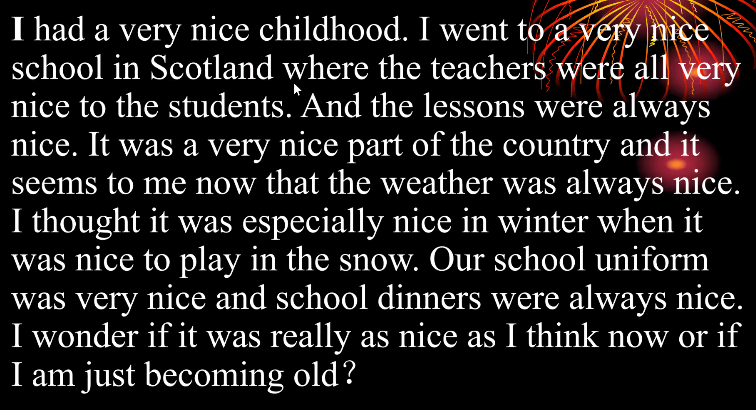 I had a very nice childhood. I went to a very nice
school in Scotland where the teachers were all very
nice to the students. And the lessons were always
nice. It was a very nice part of the country and it
seems to me now that the weather was always nice.
I thought it was especially nice in winter when it
was nice to play in the snow. Our school uniform
was very nice and school dinners were always nice.
I wonder if it was really as nice as I think now or if
I am just becoming old?